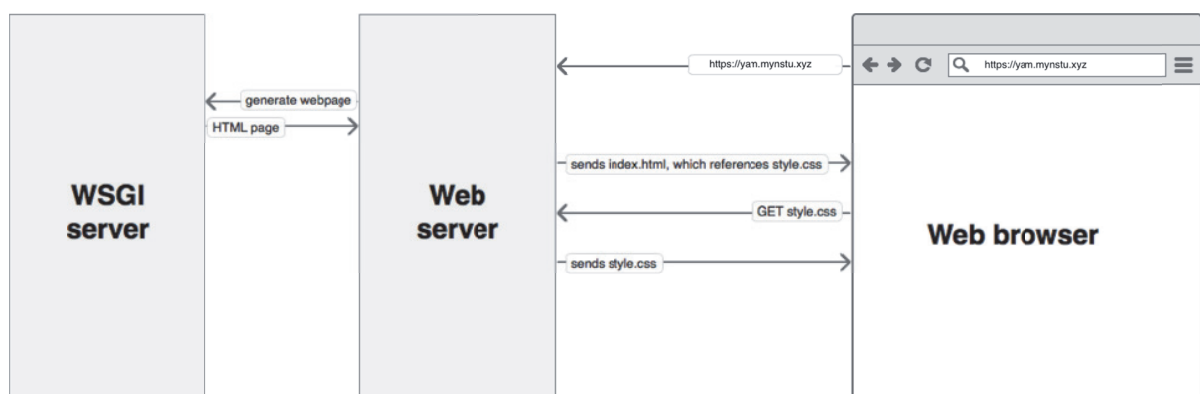 https://yam.mynstu.xyz
https://yam.mynstu.xyz
generate webpage
HTML page
sends index.html, which references style.css
WSGI
server
Web
server
GET style.css
Web browser
sends style.css